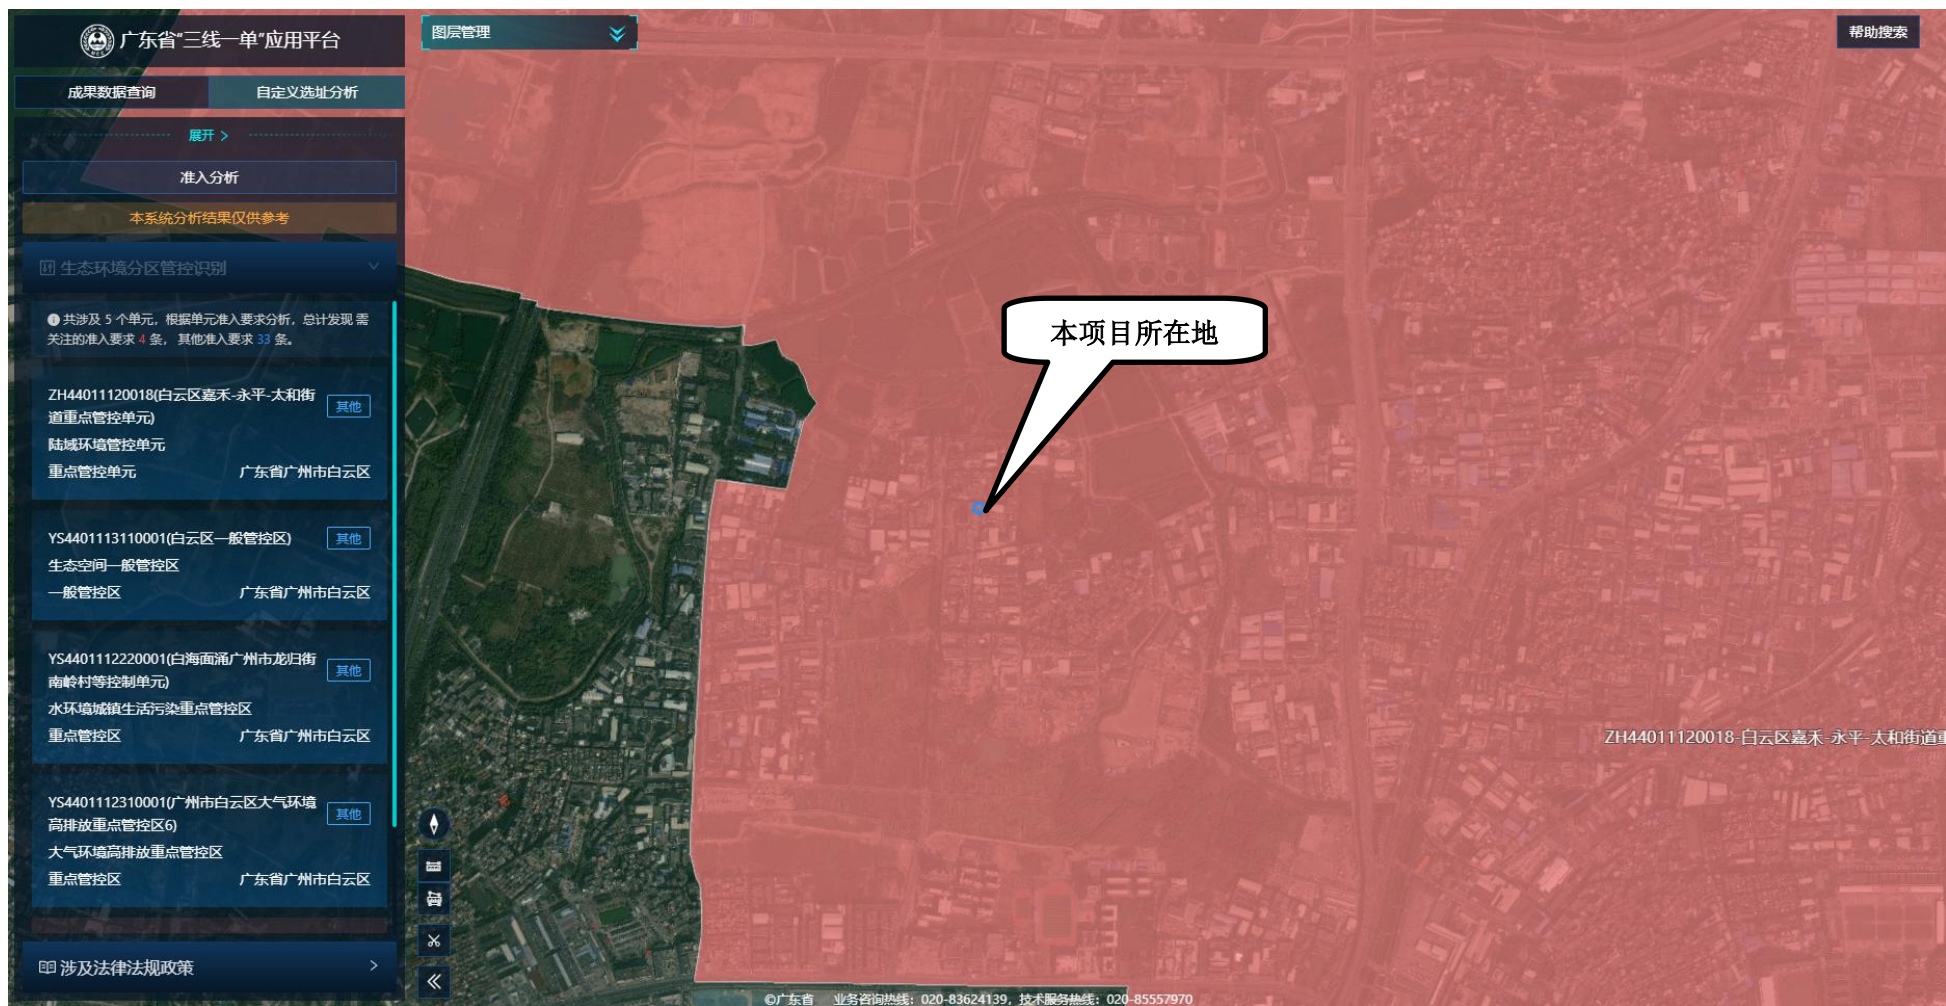 广东省“三线一单”应用平台
成果数据查询
自定义选址分析
展开 >
准入分析
本系统分析结果仅供参考
生态环境分区管控识别
共涉及 5 个单元，根据单元准入要求分析，总计发现 需
关注的准入要求 4 条， 其他准入要求 33 条。
ZH44011120018(白云区嘉禾-永平-太和街
道重点管控单元)
其他
陆域环境管控单元
重点管控单元 广东省广州市白云区
YS4401113110001(白云区一般管控区)
其他
生态空间一般管控区
一般管控区 广东省广州市白云区
YS4401112220001(白海面涌广州市龙归街
南岭村等控制单元)
其他
水环境城镇生活污染重点管控区
重点管控区 广东省广州市白云区
YS4401112310001(广州市白云区大气环境
高排放重点管控区6)
其他
大气环境高排放重点管控区
重点管控区 广东省广州市白云区
涉及法律法规政策
图层管理
帮助搜索
本项目所在地
ZH44011120018-白云区嘉禾-永平-太和街道重
©广东省 业务咨询热线：020-83624139，技术服务热线：020-85557970